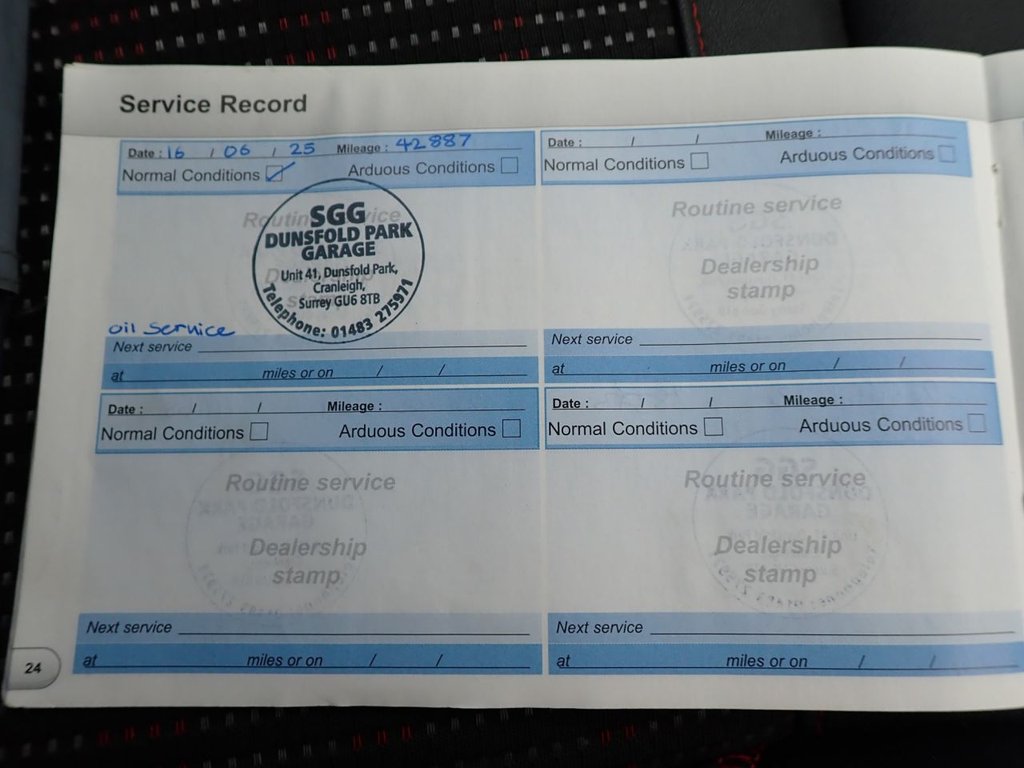 Service Record
Date : 16 / 06 / 25 Mileage : 42887
Normal Conditions Arduous Conditions
Routine service
SGG
DUNSFOLD PARK
GARAGE
Unit 41, Dunsfold Park,
Cranleigh,
Surrey GU6 8TB
Telephone: 01483 275971
oil service
Next service
at miles or on / /
Date : / / Mileage :
Normal Conditions Arduous Conditions
Routine service
Dealership
stamp
Next service
at miles or on / /
Date : / / Mileage :
Normal Conditions Arduous Conditions
Routine service
Dealership
stamp
Next service
at miles or on / /
Date : / / Mileage :
Normal Conditions Arduous Conditions
Routine service
Dealership
stamp
Next service
at miles or on / /
24